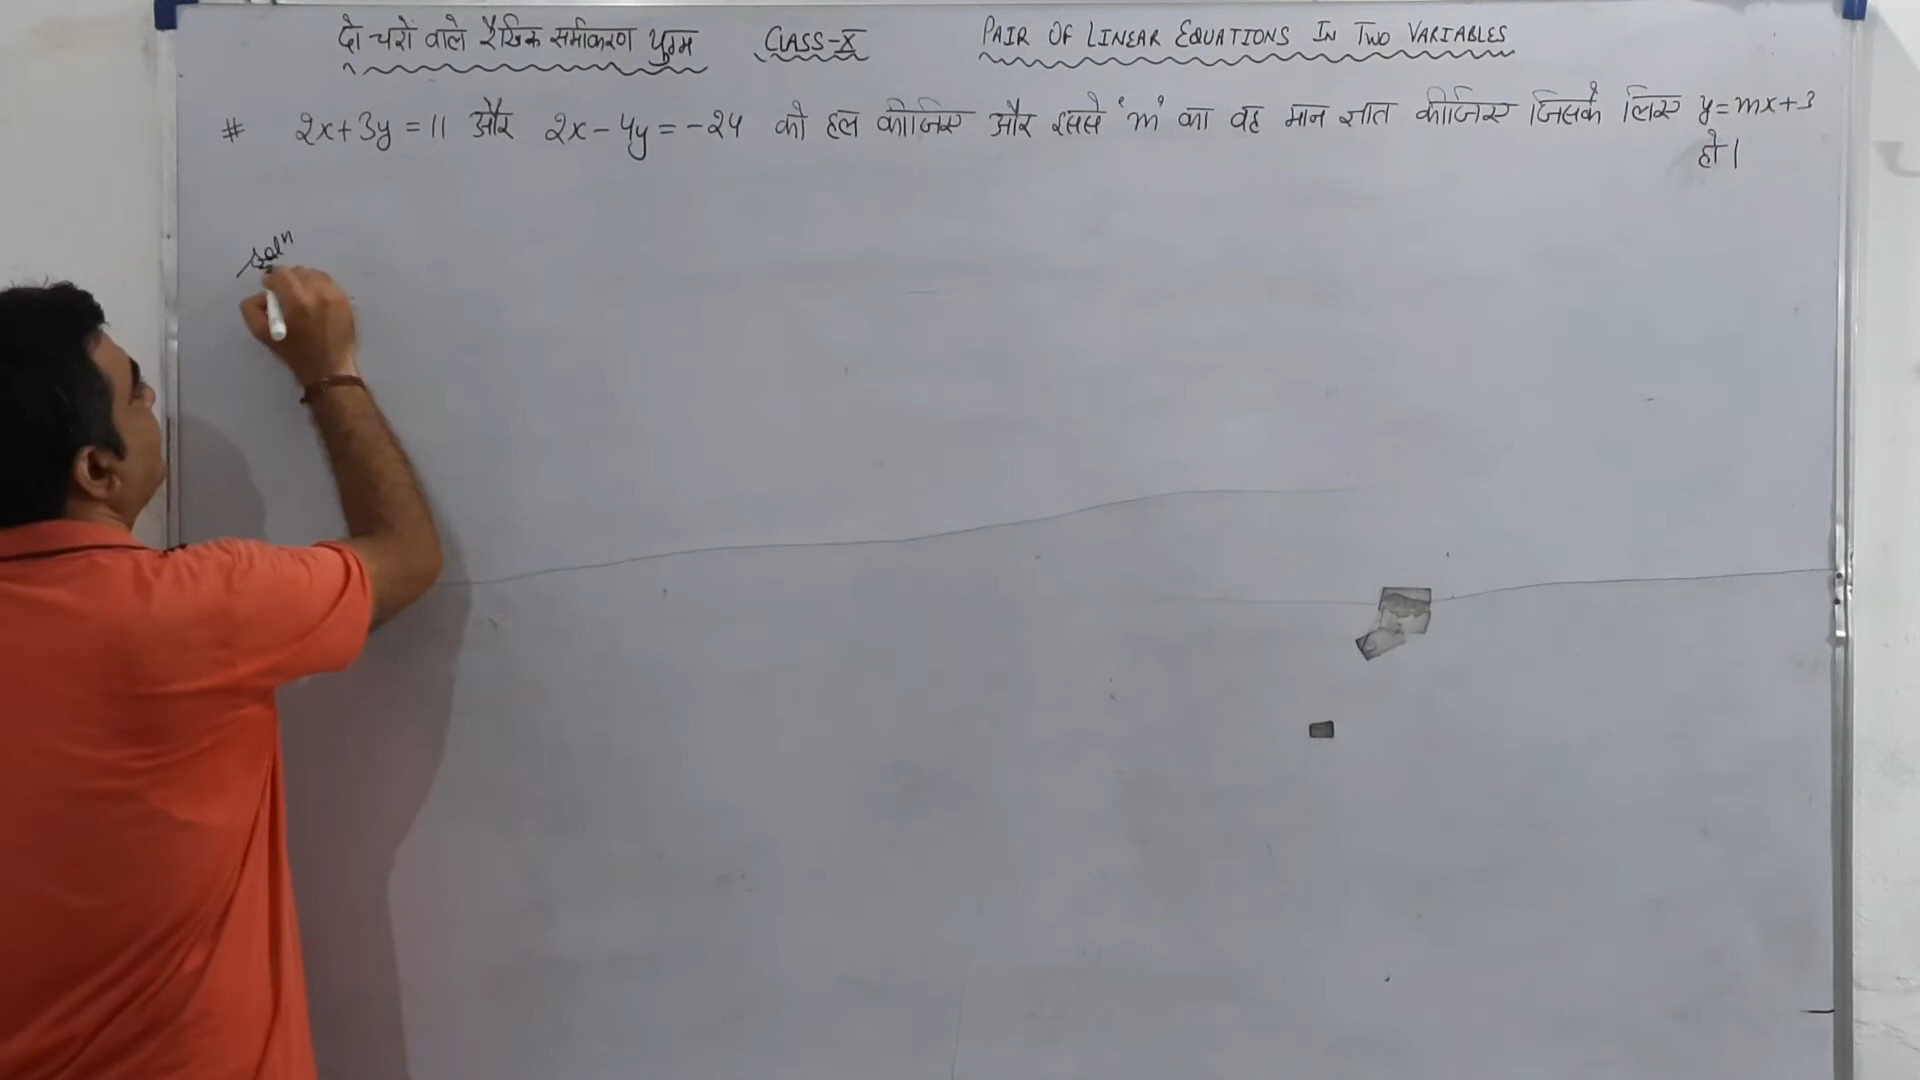 दो चरों वाले रैखिक समीकरण युग्म CLASS-X PAIR OF LINEAR EQUATIONS IN TWO VARIABLES
# 2x+3y=11 और 2x-4y=-24 को हल कीजिए और इससे 'm' का वह मान ज्ञात कीजिए जिसके लिए y=mx+3
हो।
Solⁿ